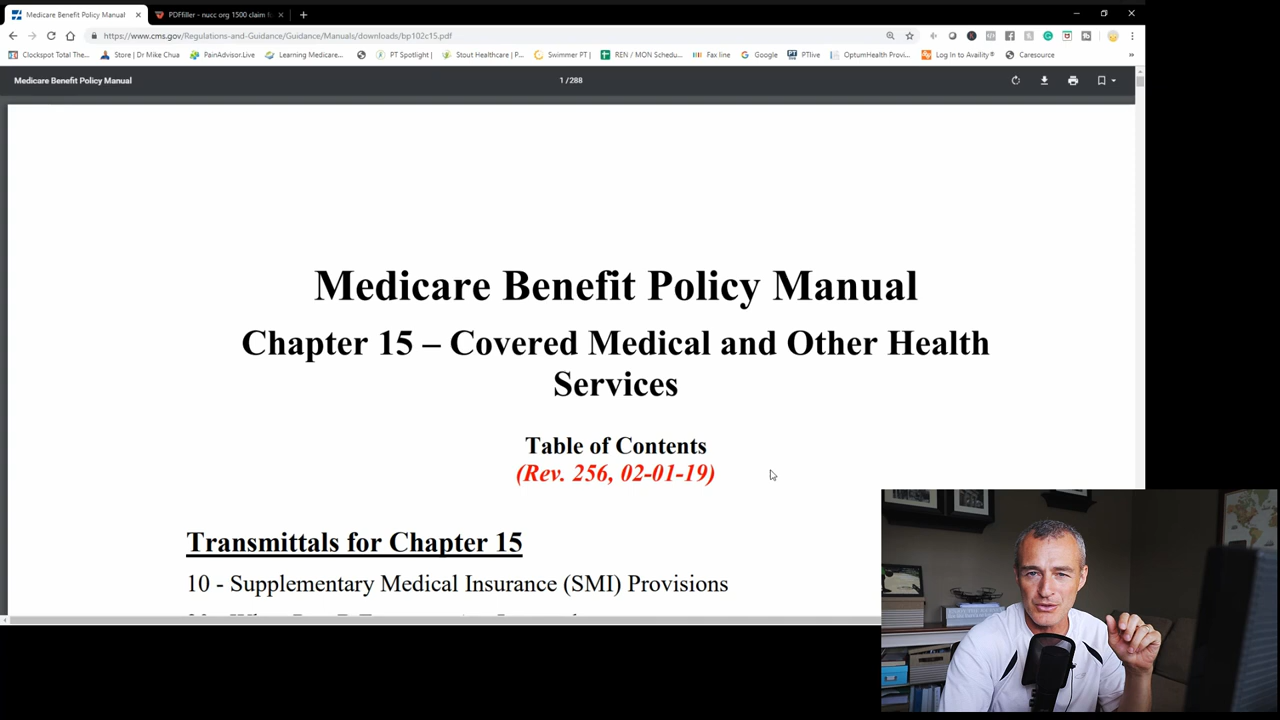 Medicare Benefit Policy Manual
PDFfiller - nucc org 1500 claim
https://www.cms.gov/Regulations-and-Guidance/Guidance/Manuals/downloads/bp102c15.pdf
Clockspot Total The... Store | Dr Mike Chua PainAdvisor.Live Learning Medicare... PT Spotlight | Stout Healthcare | P... Swimmer PT REN / MON Schedu... Fax line Google PTlive OptumHealth Provi... Log In to Availity® Caresource
Medicare Benefit Policy Manual 1 / 288
Medicare Benefit Policy Manual
Chapter 15 – Covered Medical and Other Health
Services
Table of Contents
(Rev. 256, 02-01-19)
Transmittals for Chapter 15
10 - Supplementary Medical Insurance (SMI) Provisions